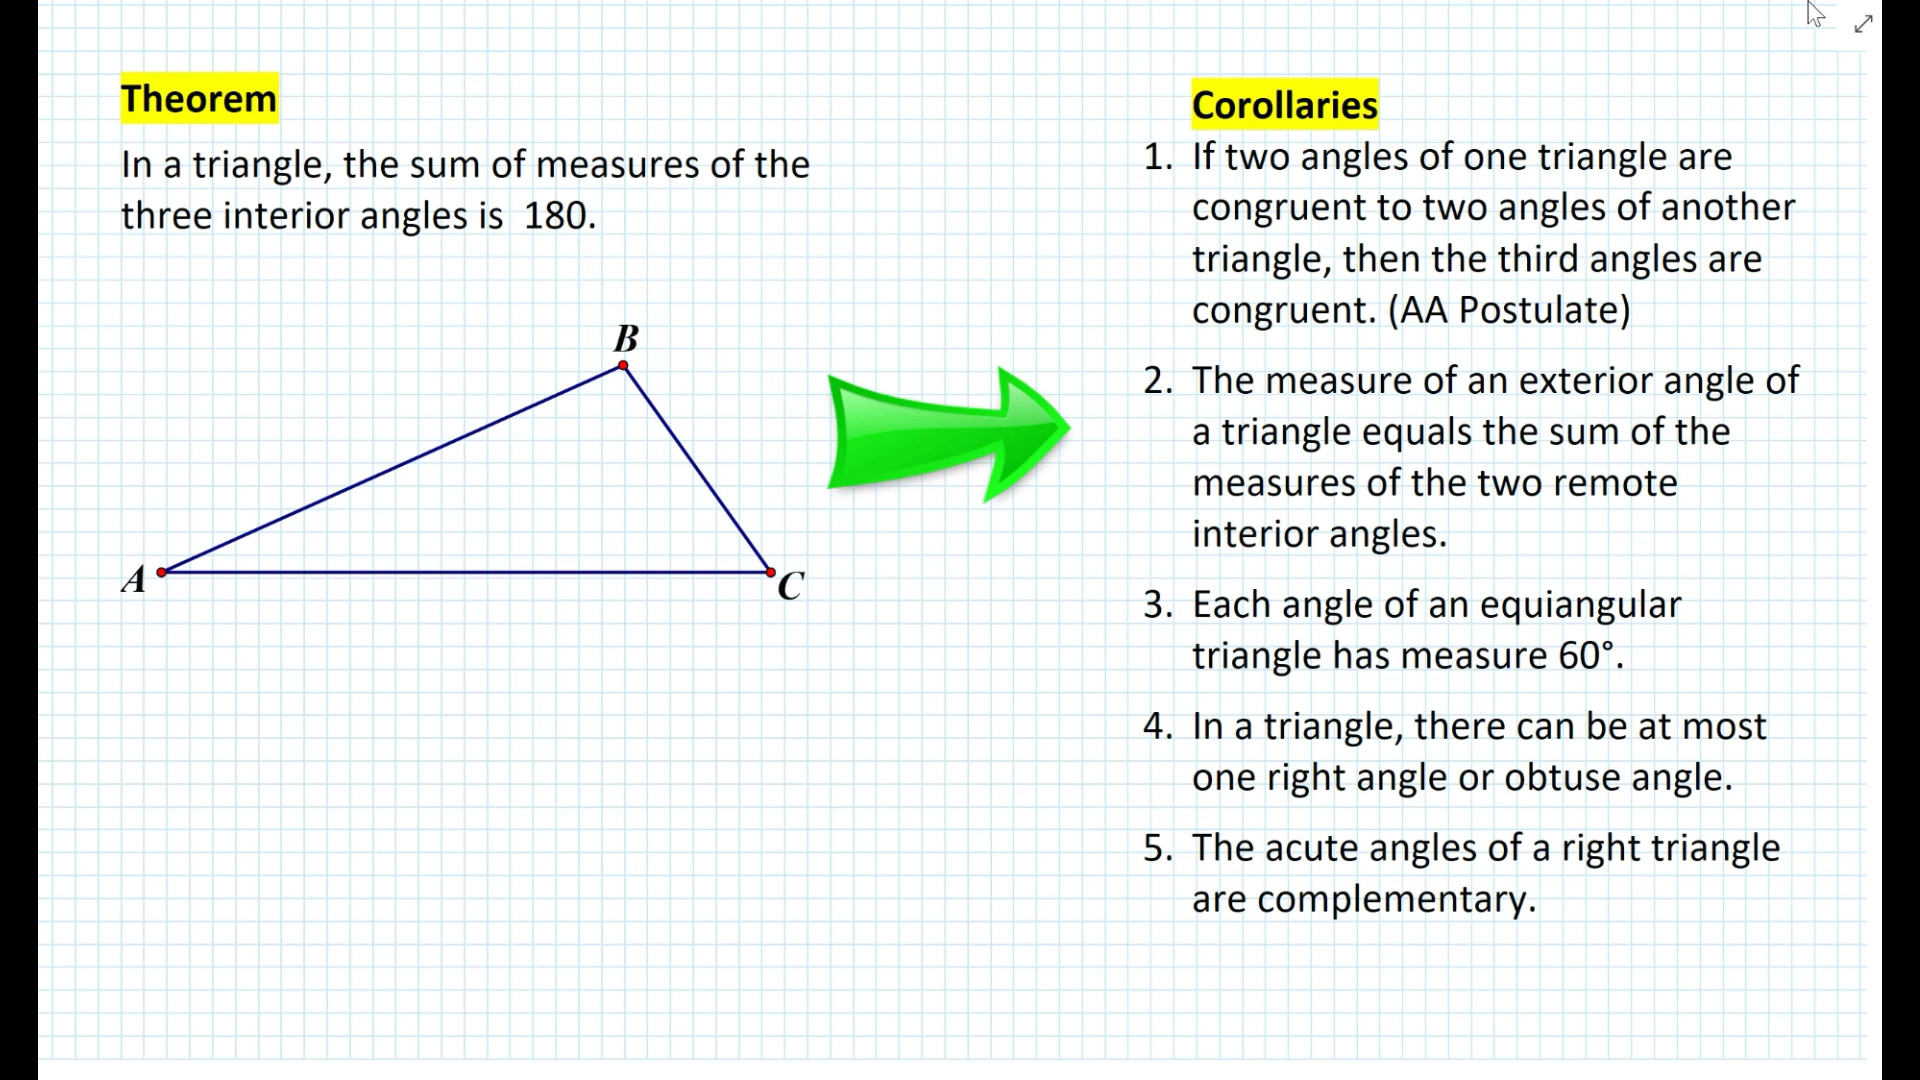 Theorem
In a triangle, the sum of measures of the
three interior angles is  180.
B
A
C
Corollaries
1. If two angles of one triangle are
congruent to two angles of another
triangle, then the third angles are
congruent. (AA Postulate)
2. The measure of an exterior angle of
a triangle equals the sum of the
measures of the two remote
interior angles.
3. Each angle of an equiangular
triangle has measure 60°.
4. In a triangle, there can be at most
one right angle or obtuse angle.
5. The acute angles of a right triangle
are complementary.